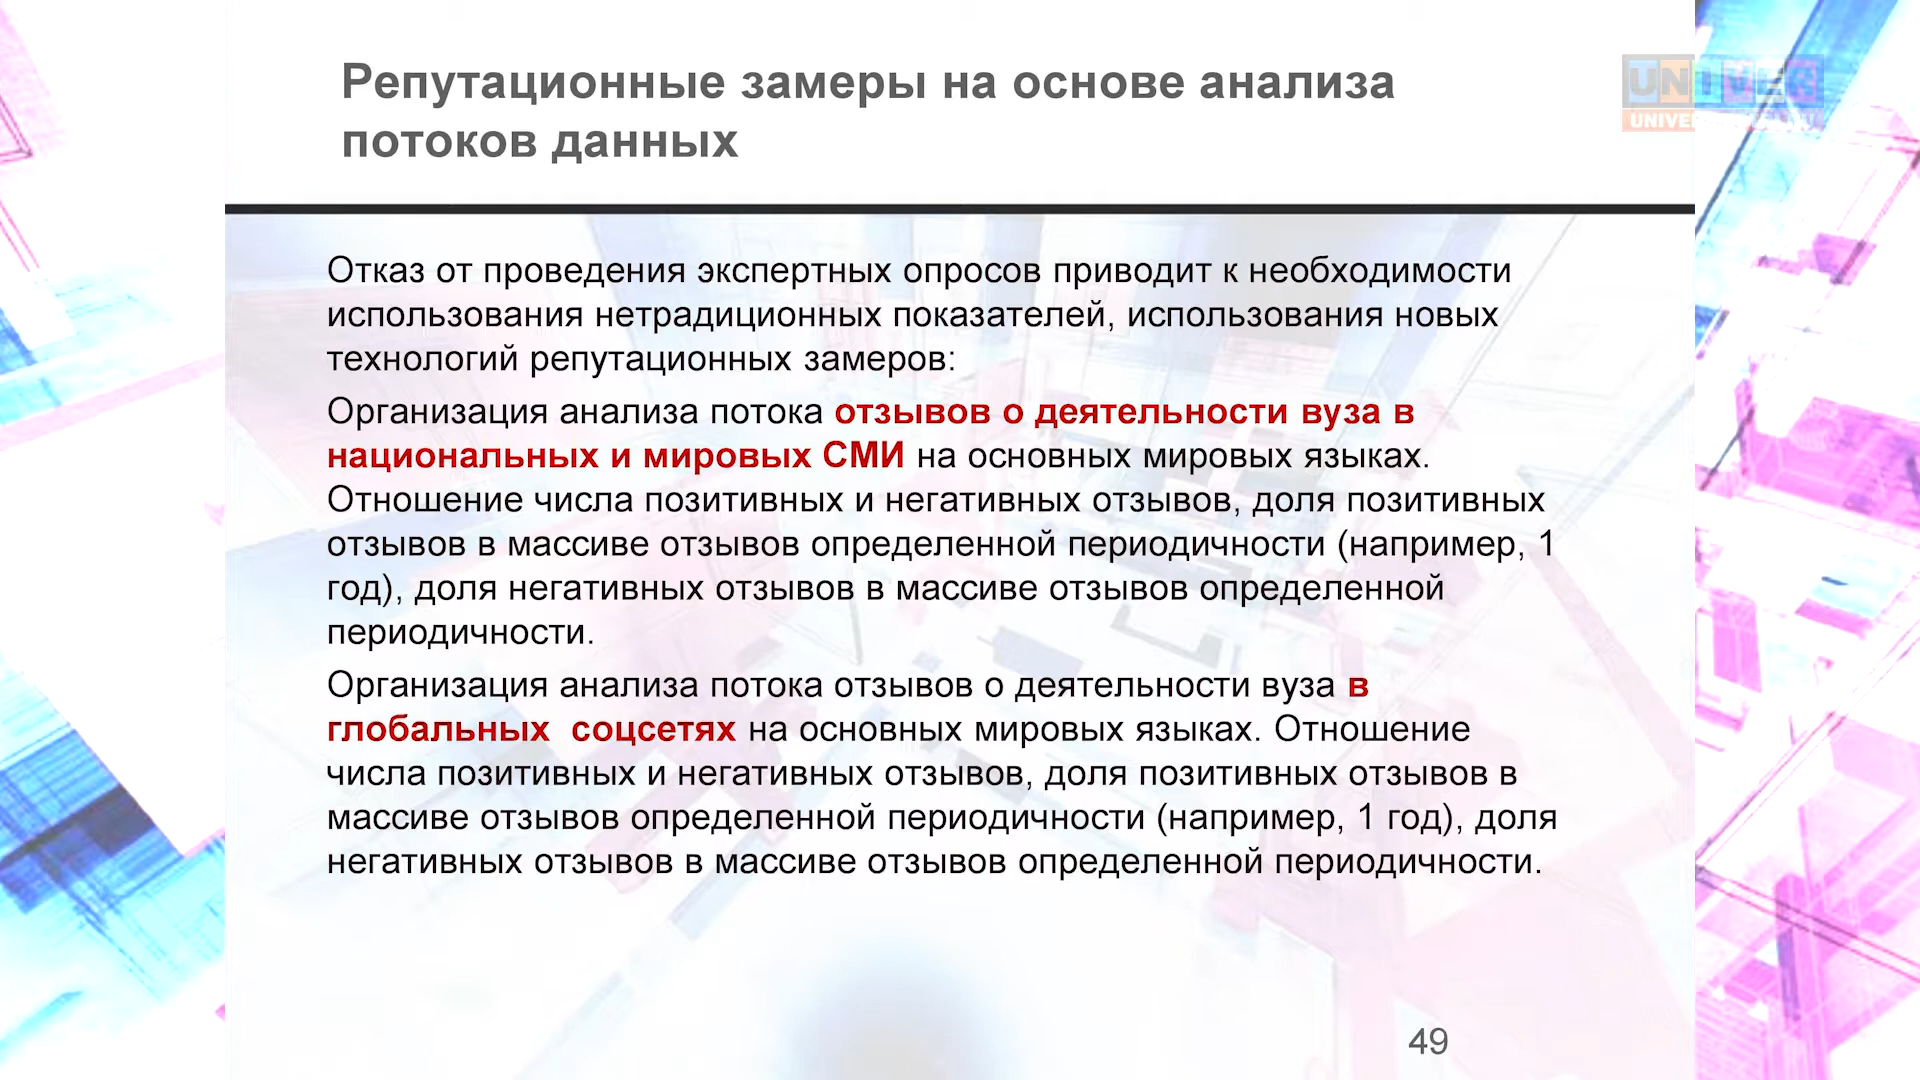 Репутационные замеры на основе анализа
потоков данных
UNIVER
Отказ от проведения экспертных опросов приводит к необходимости
использования нетрадиционных показателей, использования новых
технологий репутационных замеров:
Организация анализа потока отзывов о деятельности вуза в
национальных и мировых СМИ на основных мировых языках.
Отношение числа позитивных и негативных отзывов, доля позитивных
отзывов в массиве отзывов определенной периодичности (например, 1
год), доля негативных отзывов в массиве отзывов определенной
периодичности.
Организация анализа потока отзывов о деятельности вуза в
глобальных  соцсетях на основных мировых языках. Отношение
числа позитивных и негативных отзывов, доля позитивных отзывов в
массиве отзывов определенной периодичности (например, 1 год), доля
негативных отзывов в массиве отзывов определенной периодичности.
49